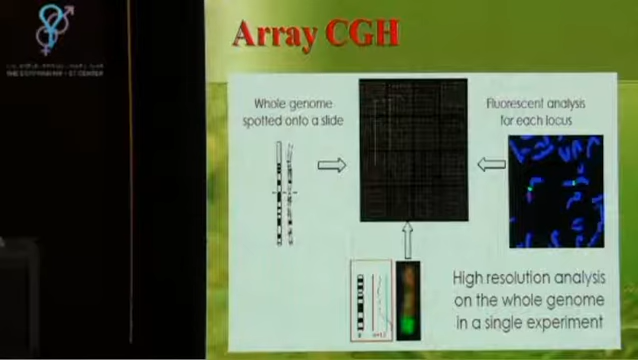 Array CGH
Whole genome
spotted onto a slide
Fluorescent analysis
for each locus
High resolution analysis
on the whole genome
in a single experiment